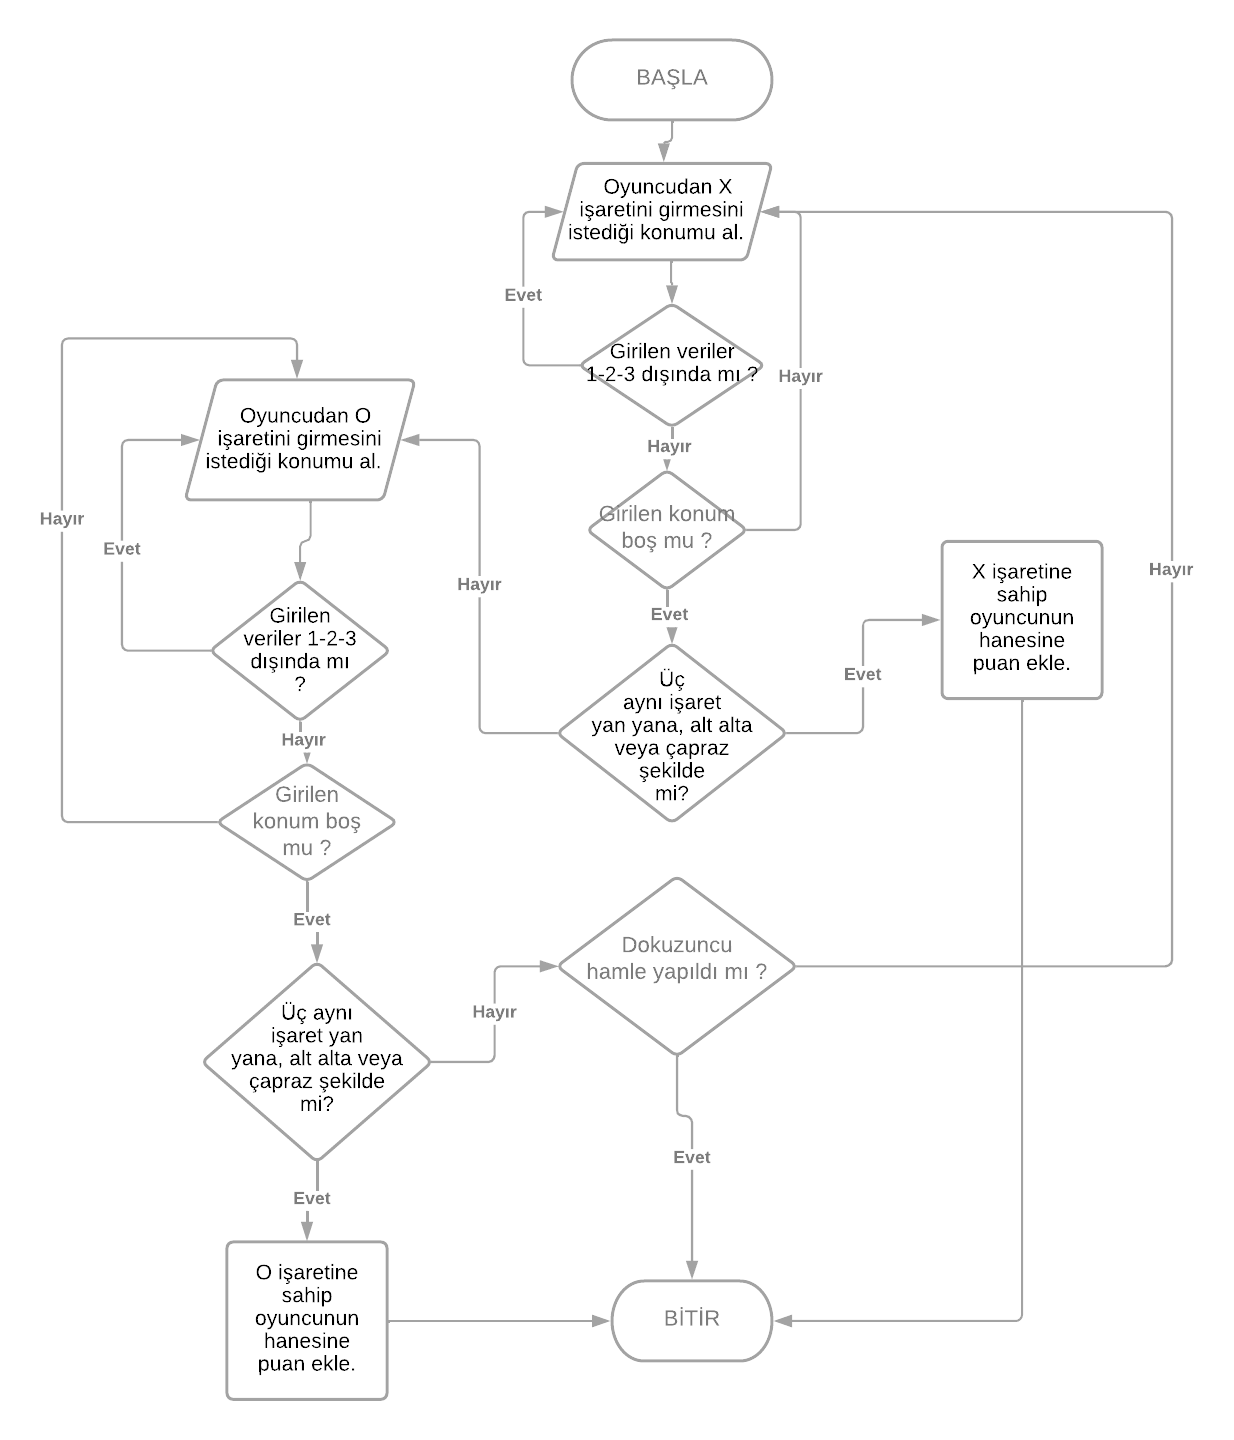 BAŞLA
Oyuncudan X
işaretini girmesini
istediği konumu al.
Evet
Girilen veriler
1-2-3 dışında mı ?
Hayır
Hayır
Girilen konum
boş mu ?
Evet
Üç
aynı işaret
yan yana, alt alta
veya çapraz
şekilde
mi?
Evet
X işaretine
sahip
oyuncunun
hanesine
puan ekle.
Hayır
Hayır
Oyuncudan O
işaretini girmesini
istediği konumu al.
Hayır
Evet
Girilen
veriler 1-2-3
dışında mı
?
Hayır
Girilen
konum boş
mu ?
Evet
Üç aynı
işaret yan
yana, alt alta veya
çapraz şekilde
mi?
Hayır
Dokuzuncu
hamle yapıldı mı ?
Evet
Evet
O işaretine
sahip
oyuncunun
hanesine
puan ekle.
BİTİR